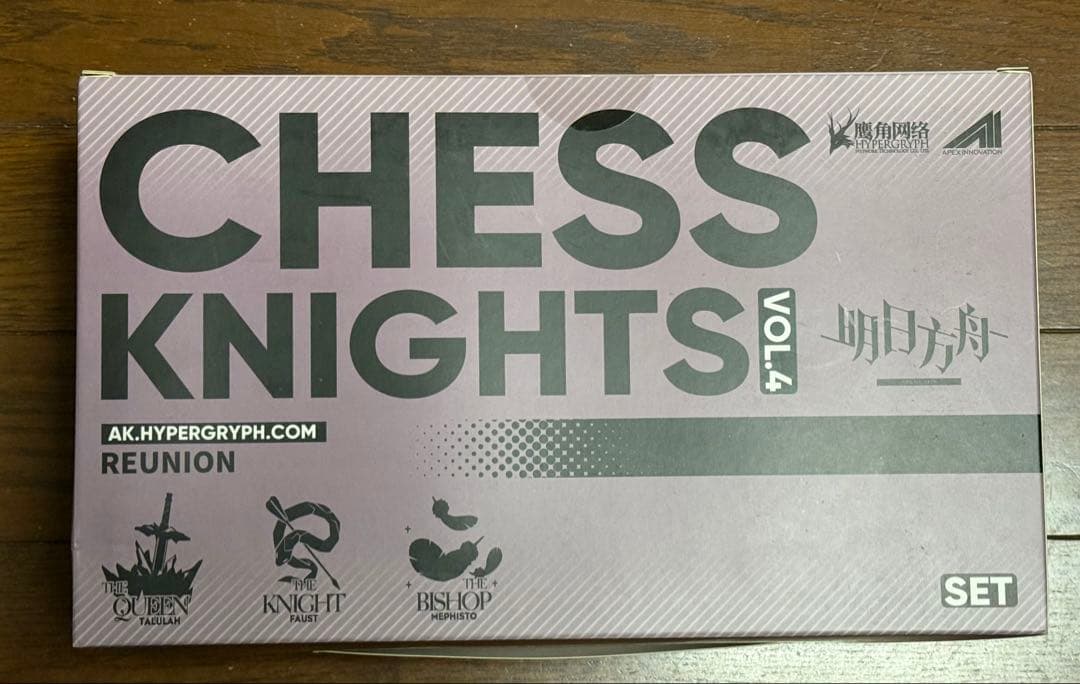 CHESS
KNIGHTS
VOL.4
鹰角网络
HYPERGRYPH
APEX INNOVATION
明日方舟
AK.HYPERGRYPH.COM
REUNION
THE
QUEEN
TALULAH
THE
KNIGHT
FAUST
THE
BISHOP
MEPHISTO
SET